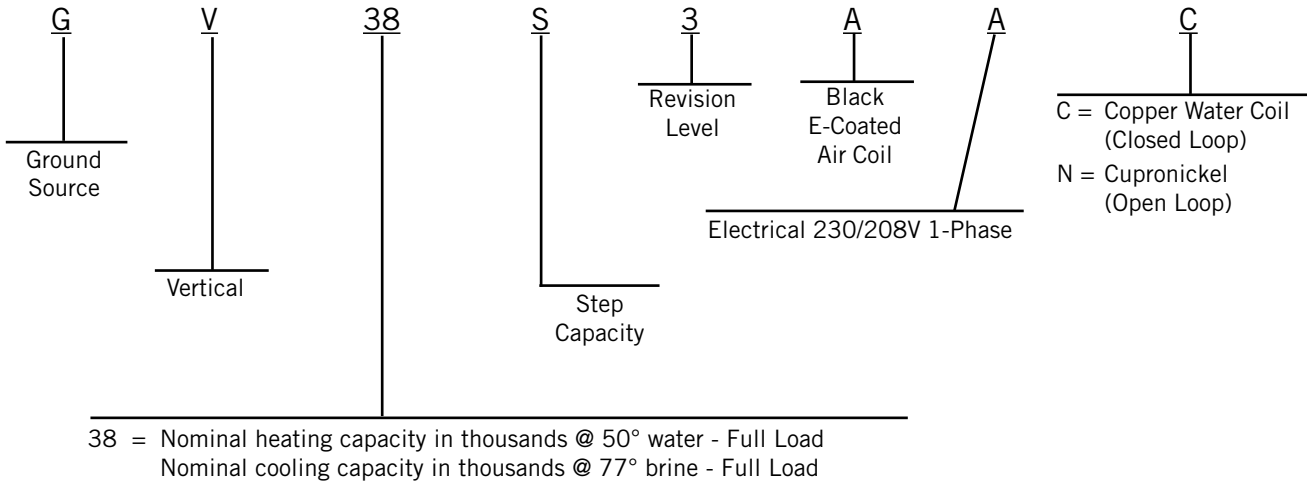 G V 38 S 3 A A C
Revision
Level
Black
E-Coated
Air Coil
C = Copper Water Coil
(Closed Loop)
N = Cupronickel
(Open Loop)
Ground
Source
Electrical 230/208V 1-Phase
Vertical
Step
Capacity
38 = Nominal heating capacity in thousands @ 50° water - Full Load
Nominal cooling capacity in thousands @ 77° brine - Full Load